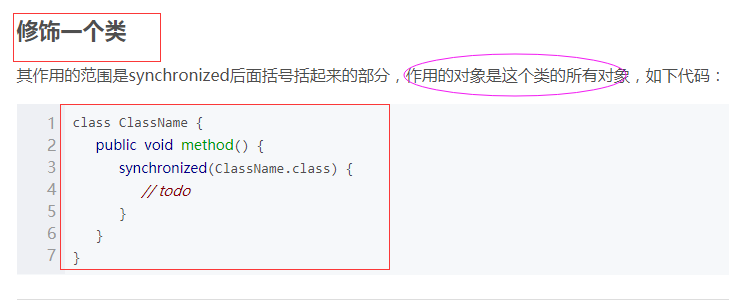 修饰一个类
其作用的范围是synchronized后面括号括起来的部分，作用的对象是这个类的所有对象，如下代码：
1 class ClassName {
2    public void method() {
3       synchronized(ClassName.class) {
4          // todo
5       }
6    }
7 }